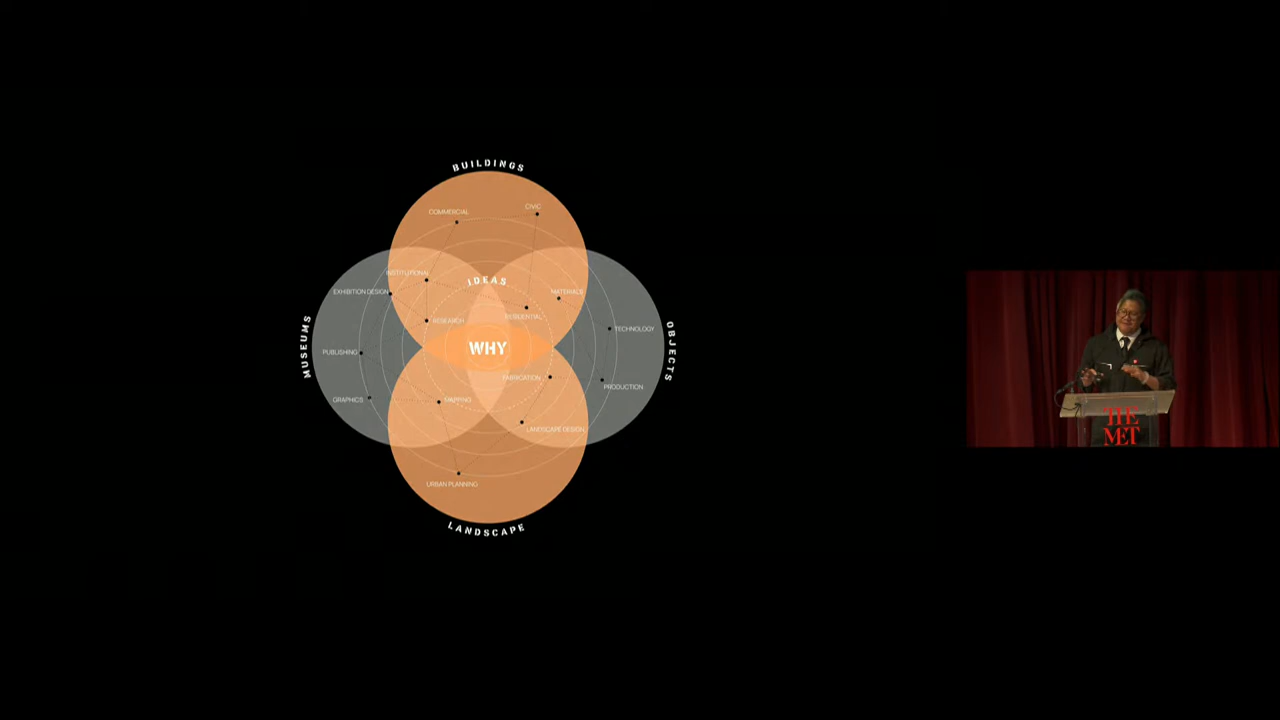 BUILDINGS
COMMERCIAL
CIVIC
INSTITUTIONAL
IDEAS
EXHIBITION DESIGN
MATERIALS
RESEARCH
RESIDENTIAL
MUSEUMS
OBJECTS
TECHNOLOGY
WHY
PUBLISHING
FABRICATION
PRODUCTION
GRAPHICS
MAPPING
LANDSCAPE DESIGN
URBAN PLANNING
LANDSCAPE
THE
MET